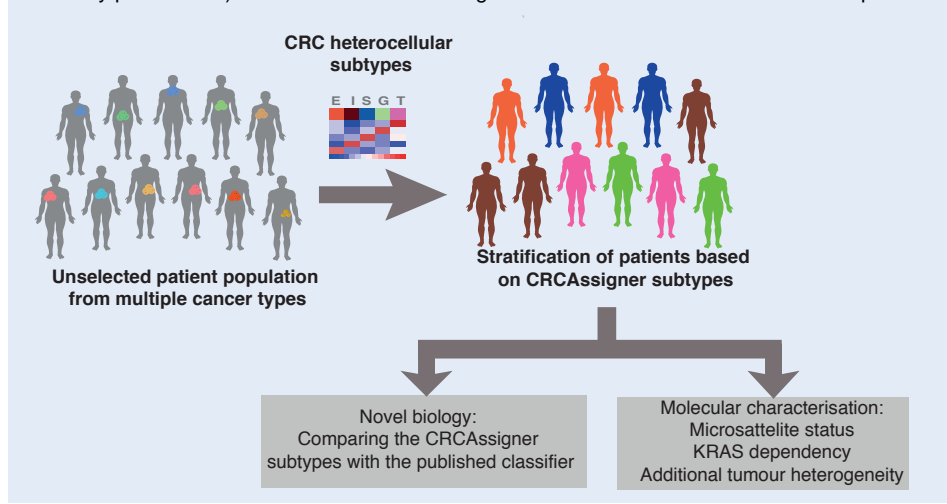 CRC heterocellular
subtypes
E I S G T
Unselected patient population
from multiple cancer types
Stratification of patients based
on CRCAssigner subtypes
Novel biology:
Comparing the CRCAssigner
subtypes with the published classifier
Molecular characterisation:
Microsattelite status
KRAS dependency
Additional tumour heterogeneity